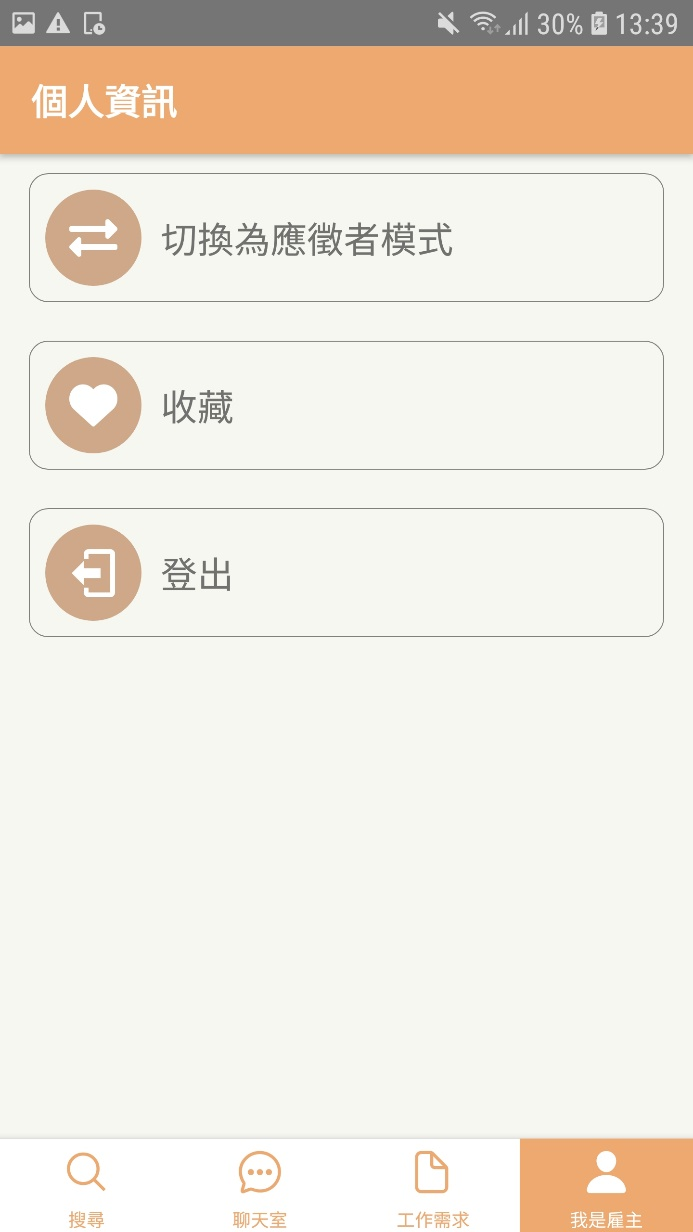 30% 13:39
個人資訊
切換為應徵者模式
收藏
登出
搜尋 聊天室 工作需求 我是雇主